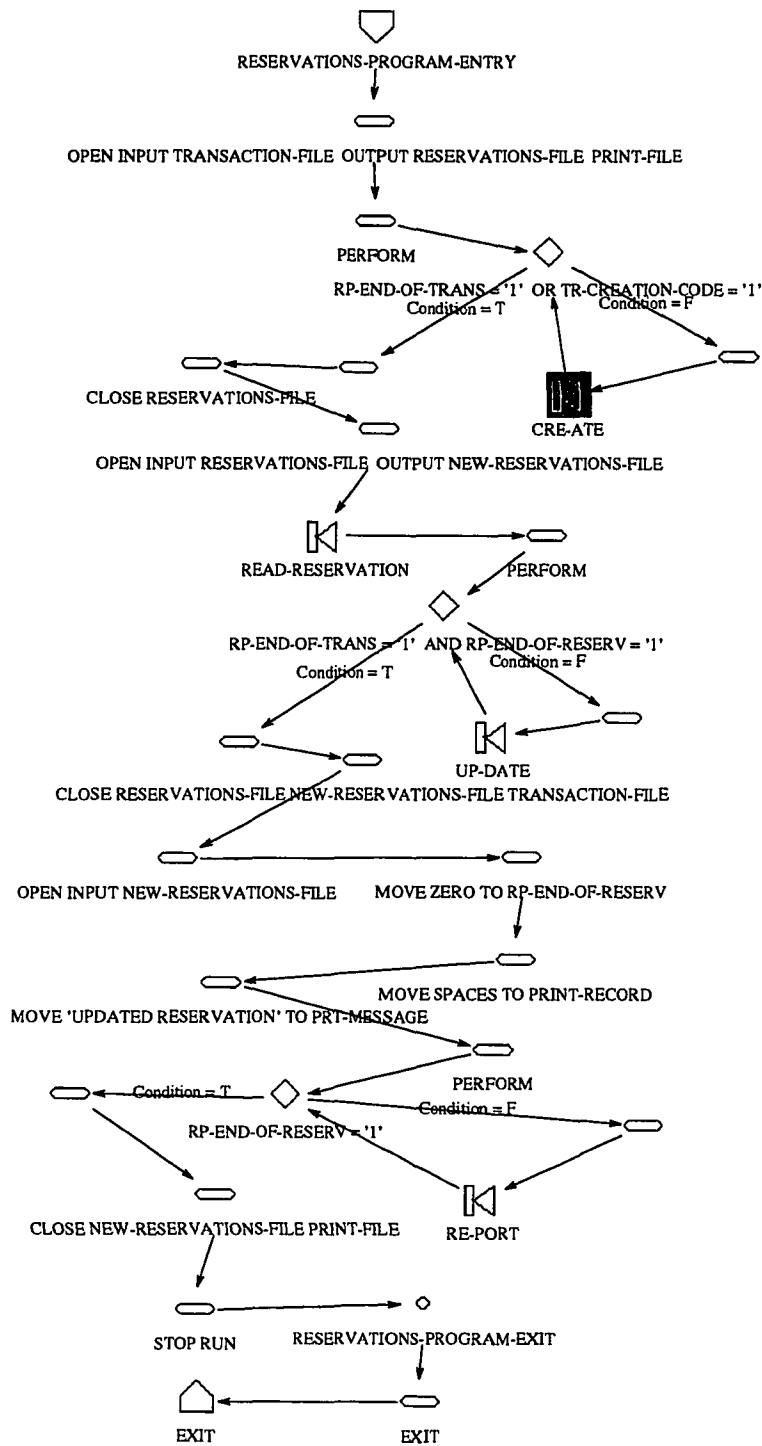 RESERVATIONS-PROGRAM-ENTRY
OPEN INPUT TRANSACTION-FILE OUTPUT RESERVATIONS-FILE PRINT-FILE
PERFORM
RP-END-OF-TRANS = '1' OR TR-CREATION-CODE = '1'
Condition = T
Condition = F
CLOSE RESERVATIONS-FILE
CRE-ATE
OPEN INPUT RESERVATIONS-FILE OUTPUT NEW-RESERVATIONS-FILE
READ-RESERVATION
PERFORM
RP-END-OF-TRANS = '1' AND RP-END-OF-RESERV = '1'
Condition = T
Condition = F
UP-DATE
CLOSE RESERVATIONS-FILE NEW-RESERVATIONS-FILE TRANSACTION-FILE
OPEN INPUT NEW-RESERVATIONS-FILE
MOVE ZERO TO RP-END-OF-RESERV
MOVE SPACES TO PRINT-RECORD
MOVE 'UPDATED RESERVATION' TO PRT-MESSAGE
PERFORM
Condition = T
Condition = F
RP-END-OF-RESERV = '1'
RE-PORT
CLOSE NEW-RESERVATIONS-FILE PRINT-FILE
STOP RUN
RESERVATIONS-PROGRAM-EXIT
EXIT
EXIT